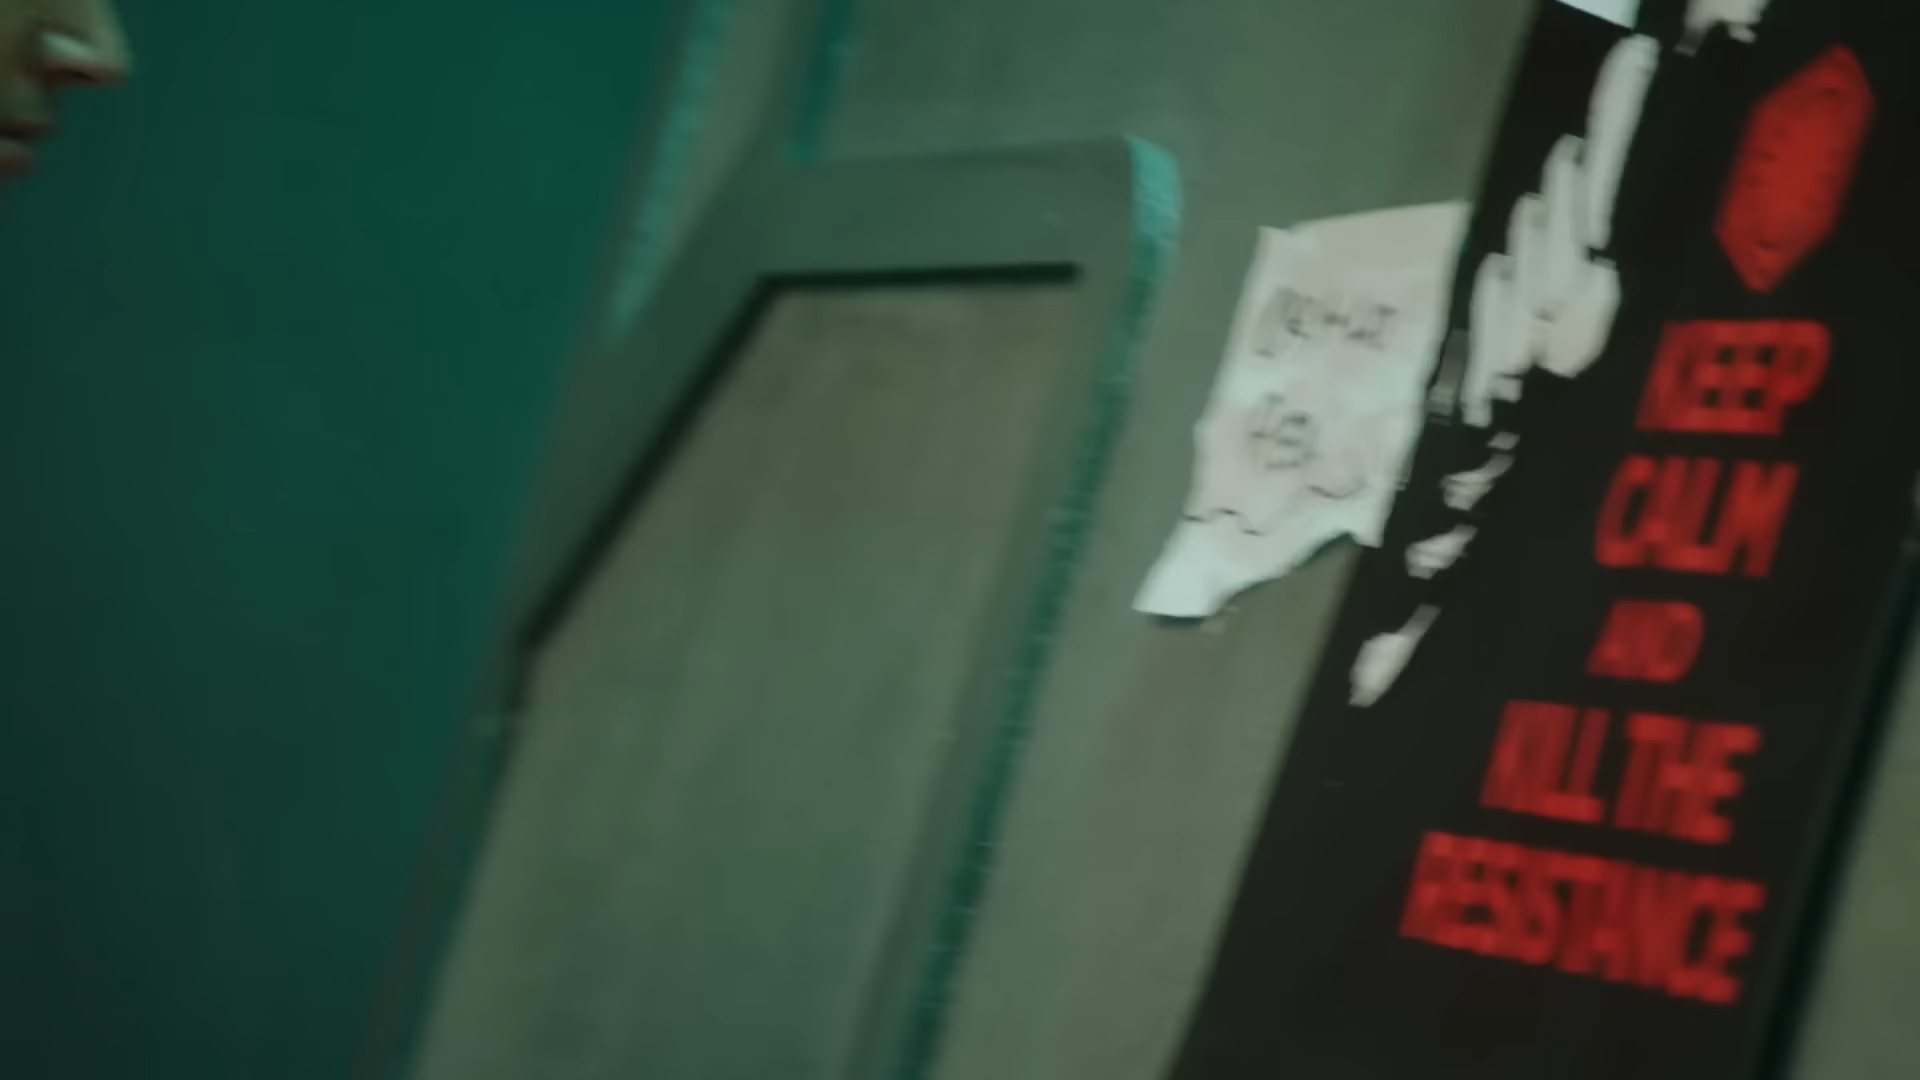 KEEP
CALM
AND
KILL THE
RESISTANCE